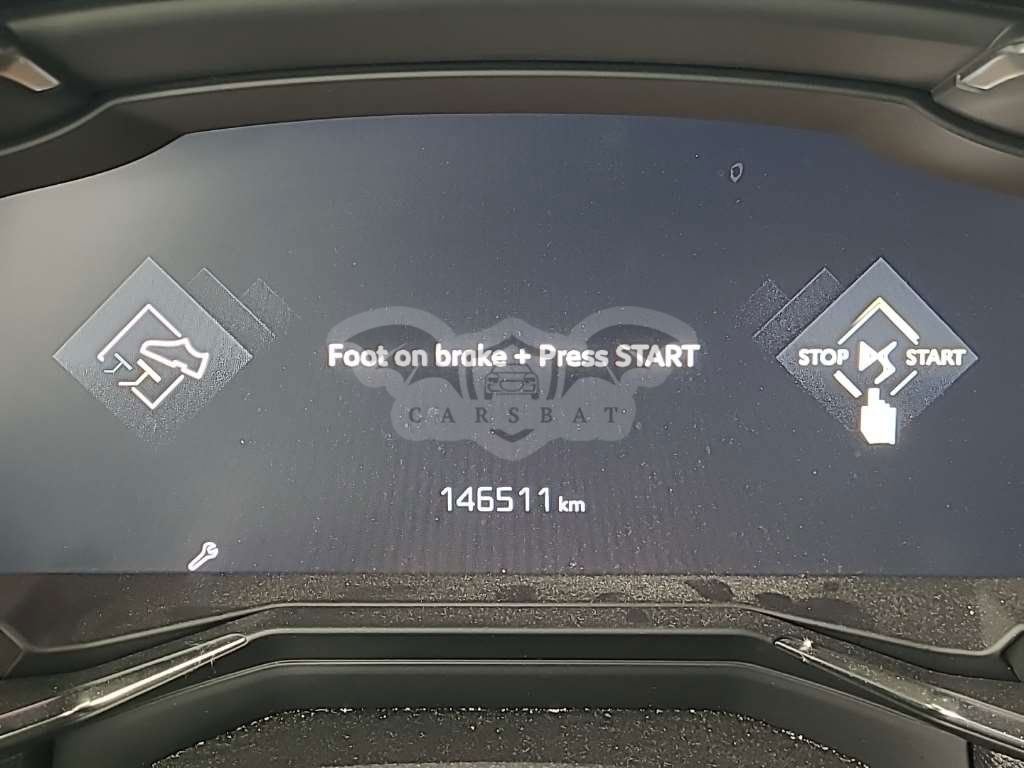 Foot on brake + Press START
STOP START
CARSBAT
146511 km